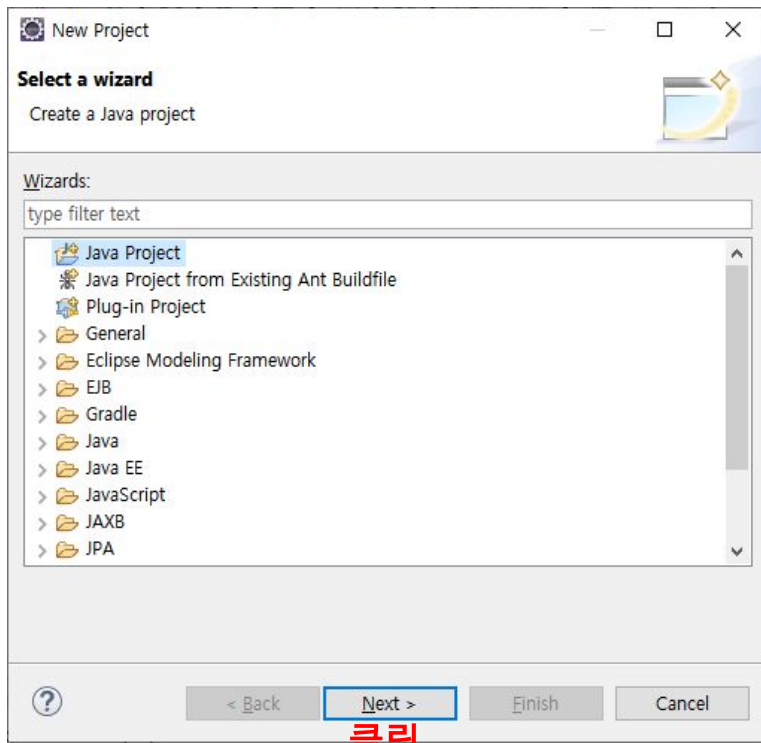 New Project
Select a wizard
Create a Java project
Wizards:
type filter text
Java Project
Java Project from Existing Ant Buildfile
Plug-in Project
General
Eclipse Modeling Framework
EJB
Gradle
Java
Java EE
JavaScript
JAXB
JPA
< Back Next > Finish Cancel